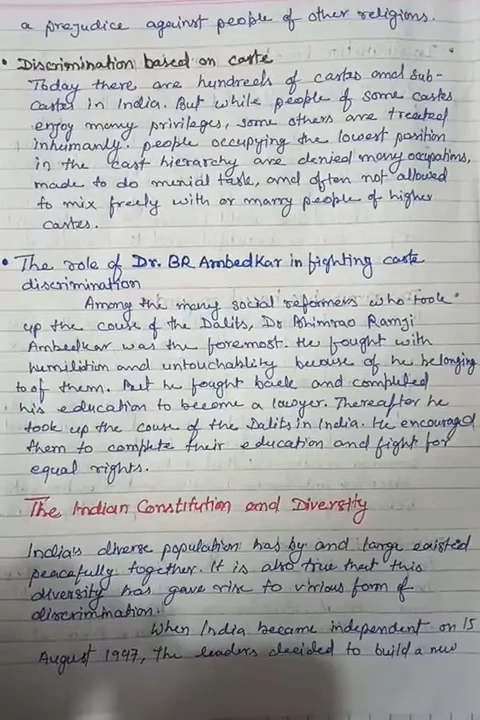 a prejudice against people of other religions.
• Discrimination based on caste
Today there are hundreds of castes and sub-
castes in India. But while people of some castes
enjoy many privileges, some others are treated
inhumanly. people occupying the lowest position
in the cast hierarchy are denied many occupations,
made to do menial task, and often not allowed
to mix freely with or marry people of higher
castes.
• The role of Dr. BR Ambedkar in fighting caste
discrimination
Among the many social reformers who took
up the couse of the Dalits, Dr Bhimrao Ramji
Ambedkar was the foremost. He fought with
humilition and untouchablity becuose of he belonging
to of them. But he fought back and completed
his education to become a lawyer. Thereafter he
took up the couse of the Dalits in India. He encouraged
them to complete their education and fight for
equal rights.
The Indian Constitution and Diversity
India's diverse population has by and large existed
peacefully together. It is also true that this
diversity has gave rise to virious form of
discrimination.
When India became independent on 15
August 1947, The leaders decided to build a new